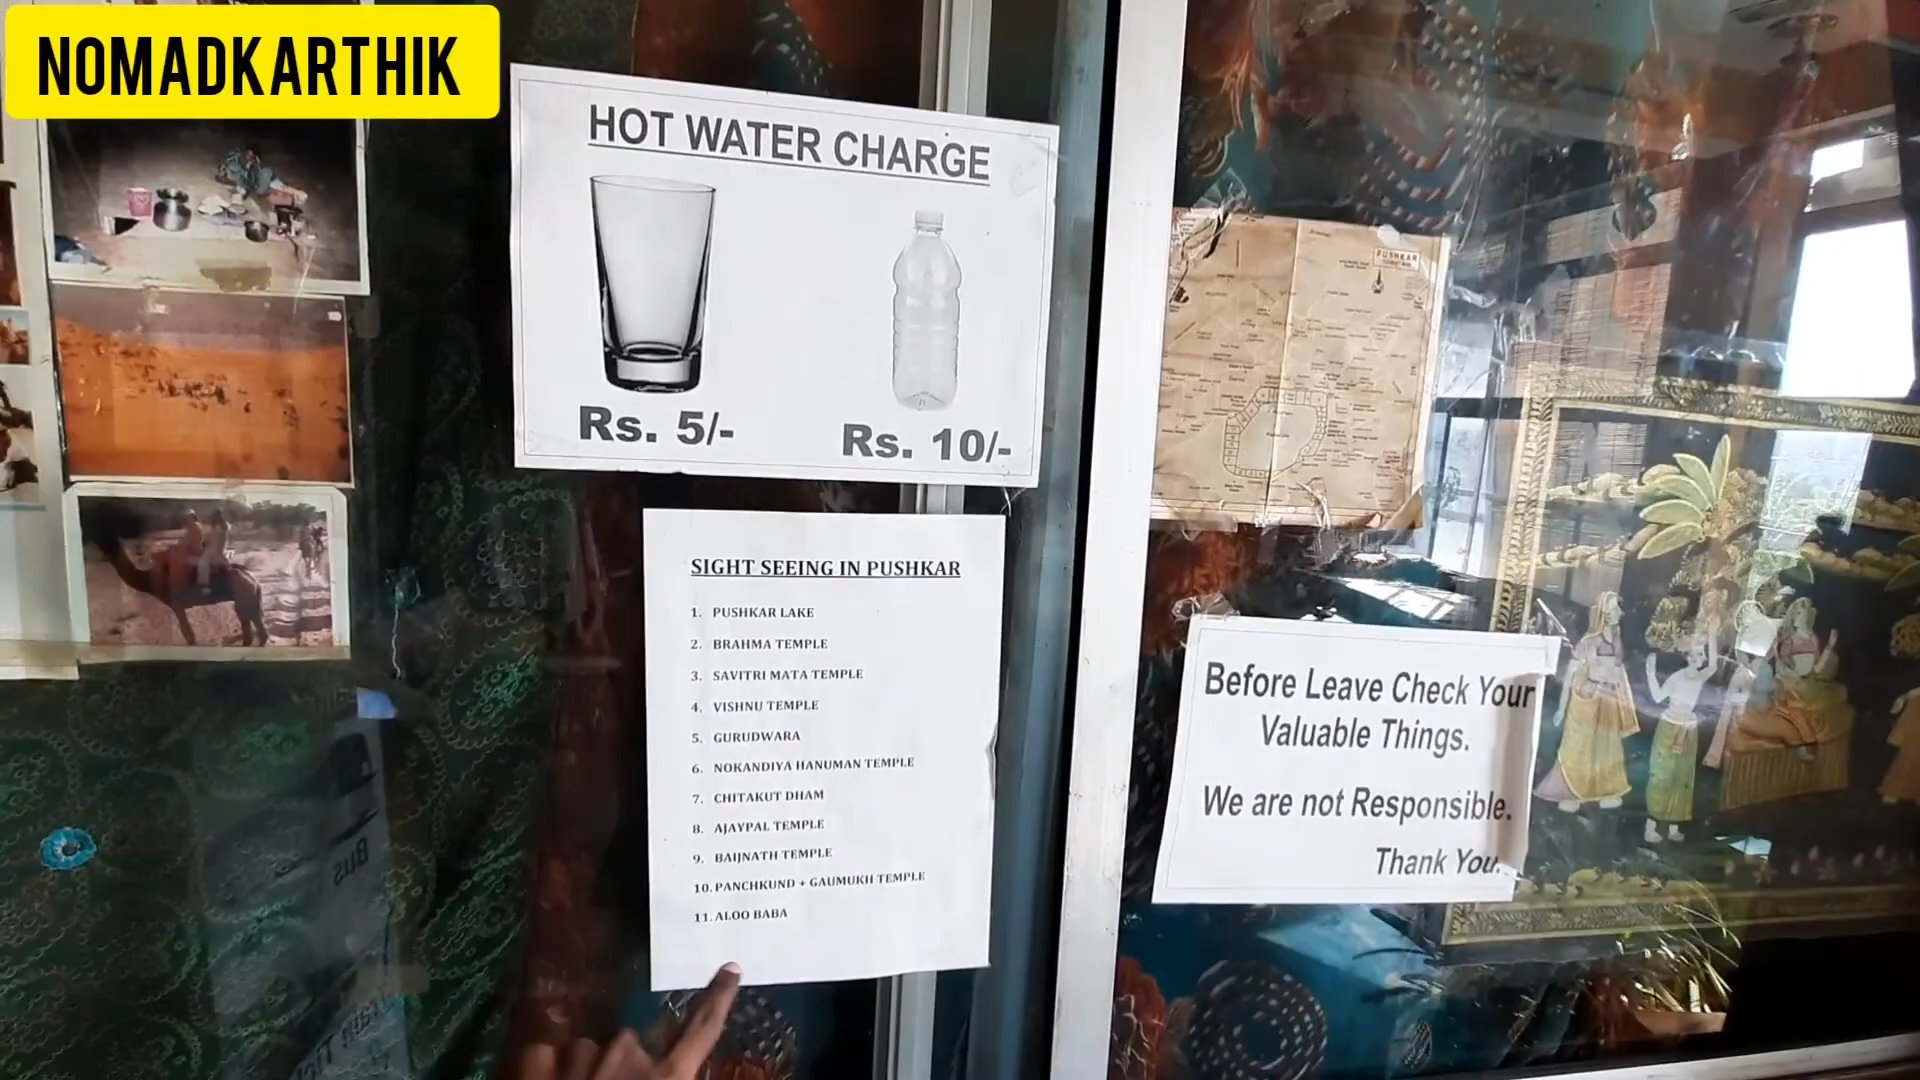 NOMADKARTHIK
HOT WATER CHARGE
Rs. 5/-
Rs. 10/-
SIGHT SEEING IN PUSHKAR
1. PUSHKAR LAKE
2. BRAHMA TEMPLE
3. SAVITRI MATA TEMPLE
4. VISHNU TEMPLE
5. GURUDWARA
6. NOKANDIYA HANUMAN TEMPLE
7. CHITAKUT DHAM
8. AJAYPAL TEMPLE
9. BAIJNATH TEMPLE
10. PANCHKUND + GAUMUKH TEMPLE
11. ALOO BABA
PUSHKAR
Before Leave Check Your
Valuable Things.
We are not Responsible.
Thank You.
Bus